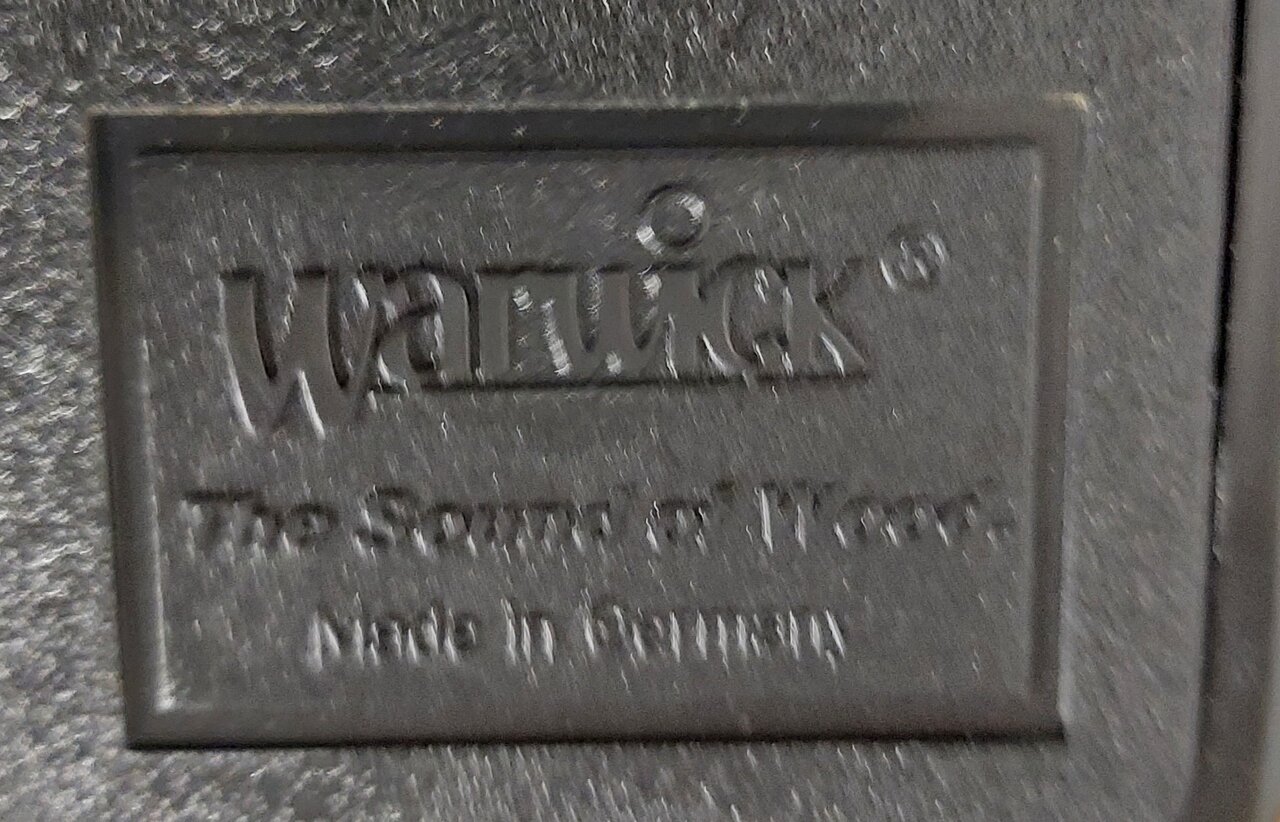 Warwick®
The Sound of Wood.
Made in Germany